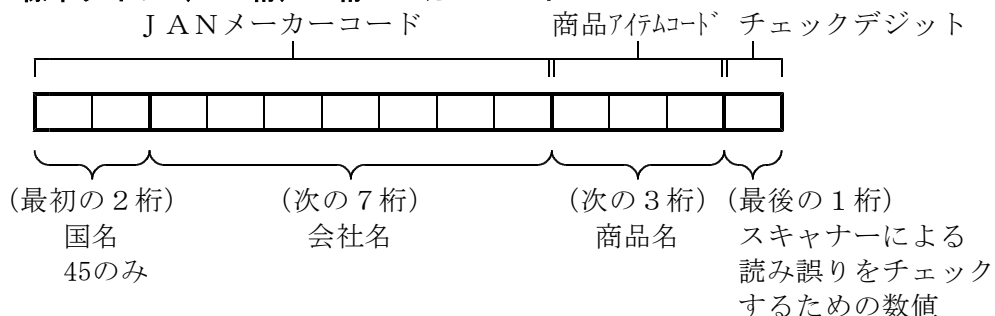 ＪＡＮメーカーコード 商品ｱｲﾃﾑｺｰﾄﾞ チェックデジット
(最初の２桁) (次の７桁) (次の３桁) (最後の１桁)
国名 会社名 商品名 スキャナーによる
45のみ 読み誤りをチェック
するための数値